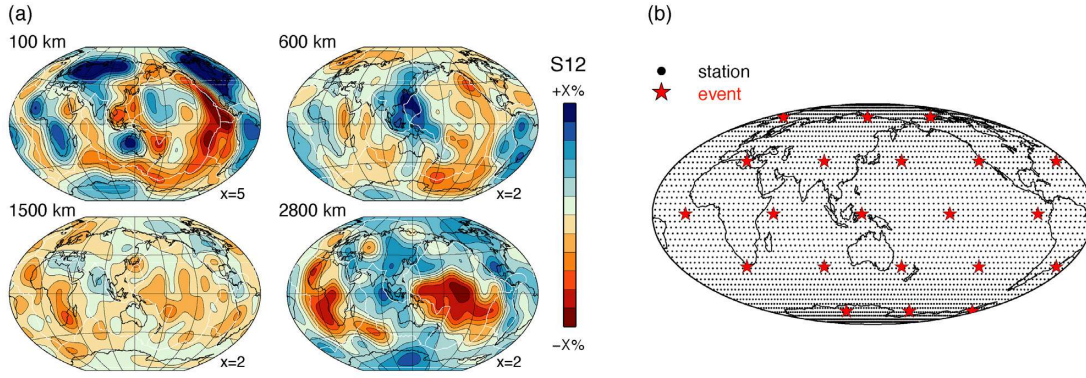 (a)
100 km
600 km
x=5
x=2
1500 km
2800 km
x=2
x=2
S12
+X%
−X%
(b)
station
event